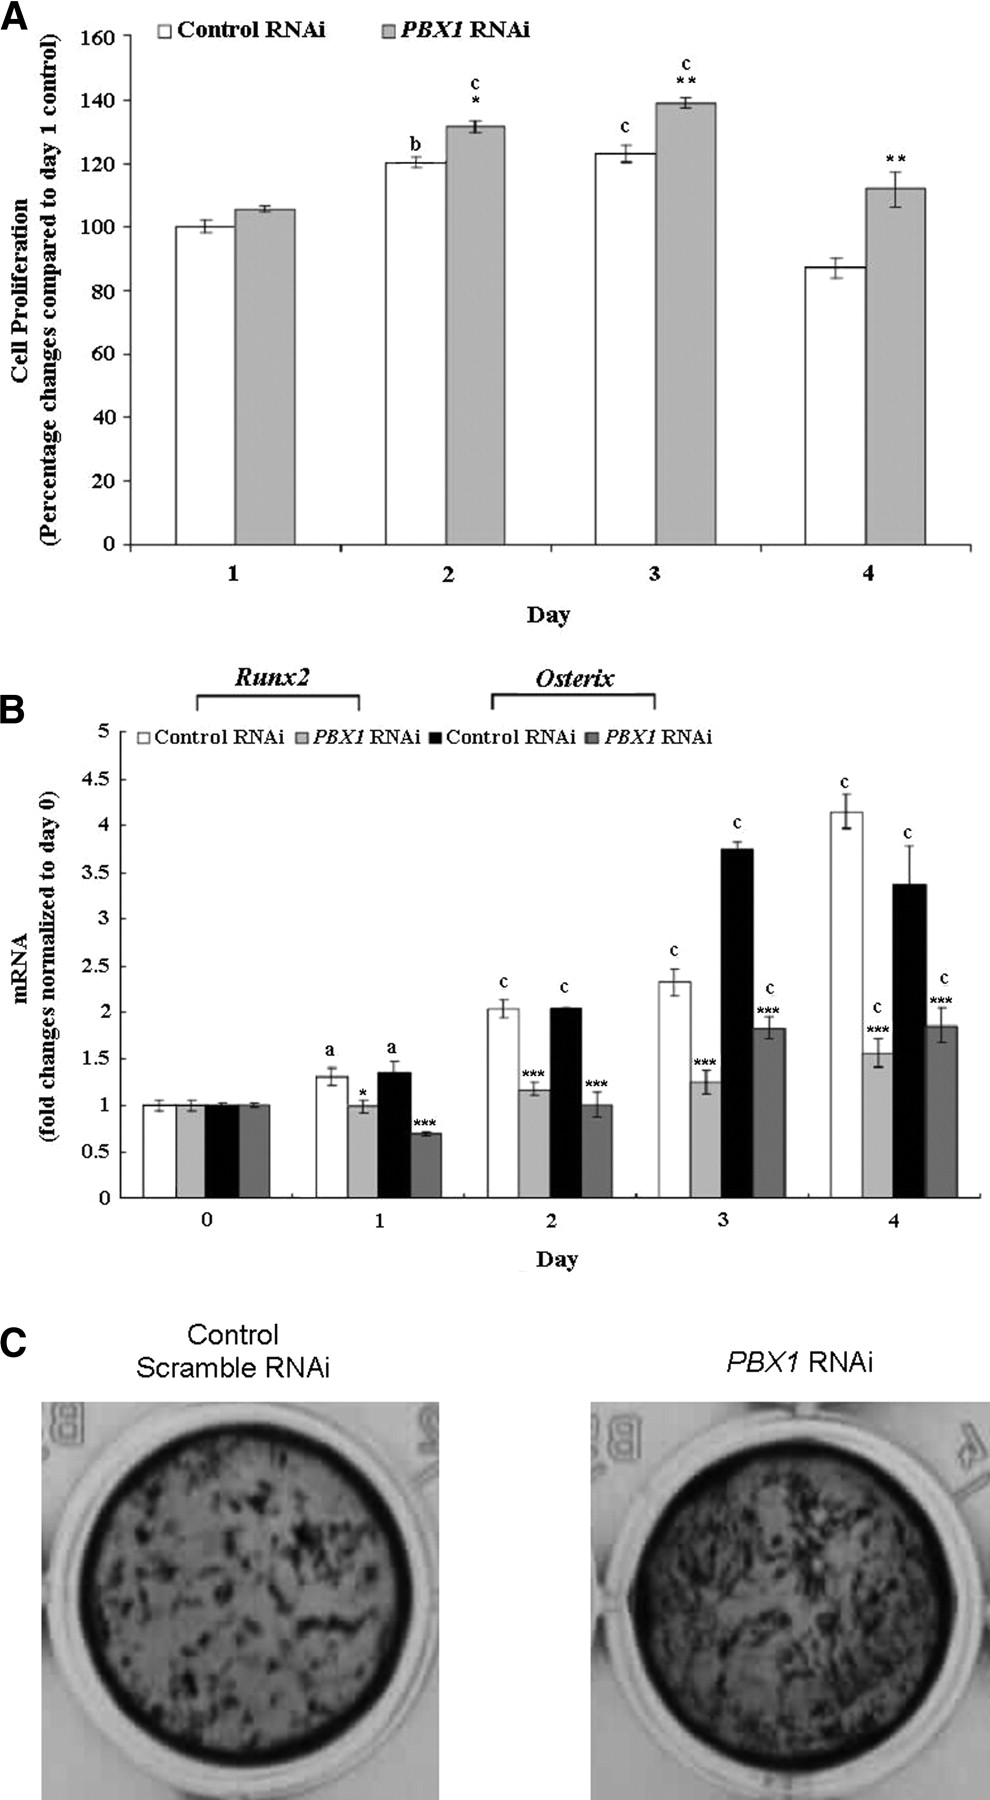 A
Control RNAi PBX1 RNAi
Cell Proliferation
(Percentage changes compared to day 1 control)
160
140
120
100
80
60
40
20
0
b
c
*
c
c
**
**
1 2 3 4
Day
B
Runx2 Osterix
Control RNAi PBX1 RNAi Control RNAi PBX1 RNAi
mRNA
(fold changes normalized to day 0)
5
4.5
4
3.5
3
2.5
2
1.5
1
0.5
0
a
*
a
***
c
***
c
***
c
***
c
c
***
c
c
***
c
c
***
0 1 2 3 4
Day
C
Control
Scramble RNAi
PBX1 RNAi
B
B
4